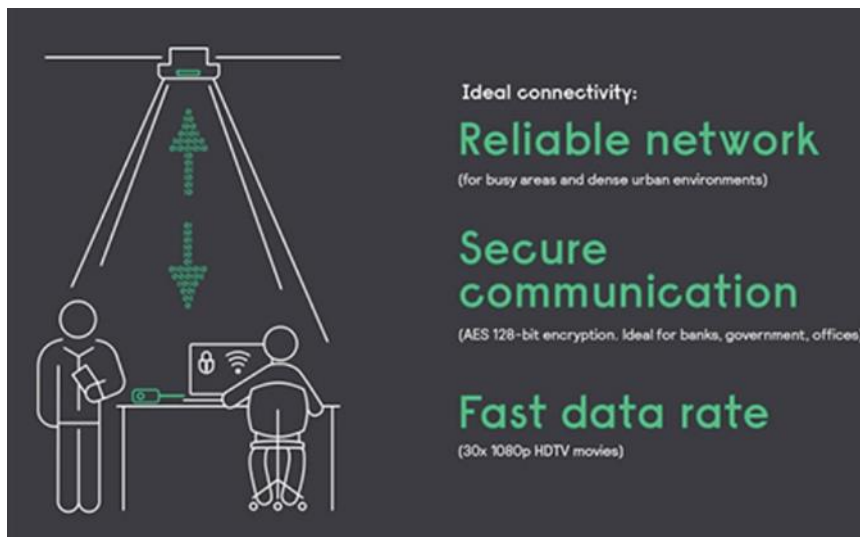 Ideal connectivity:
Reliable network
(for busy areas and dense urban environments)
Secure
communication
(AES 128-bit encryption. Ideal for banks, government, offices
Fast data rate
(30x 1080p HDTV movies)